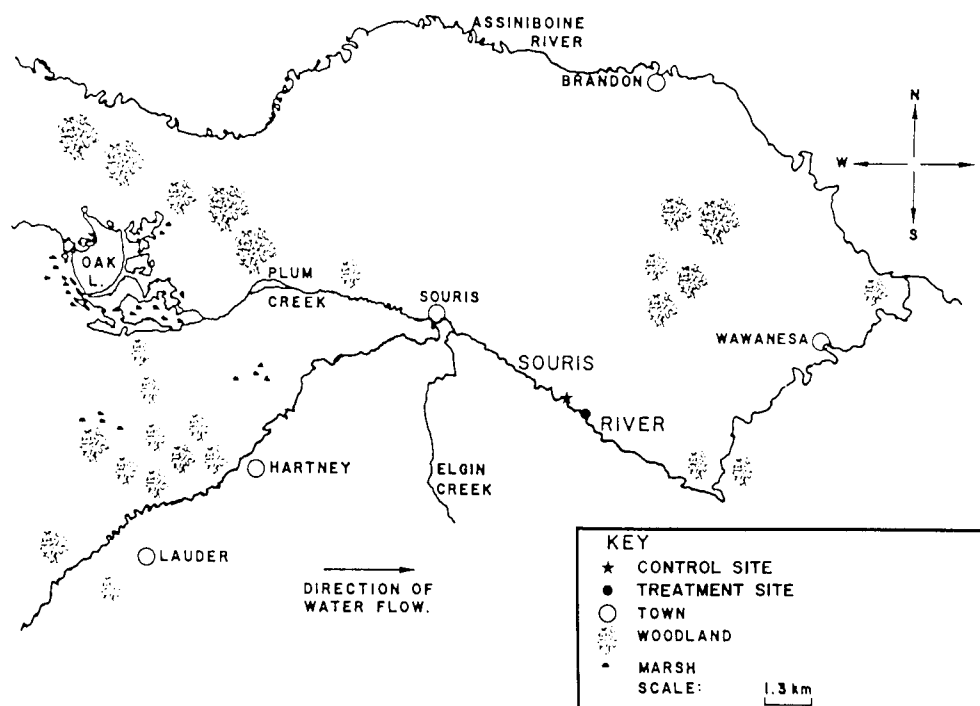 ASSINIBOINE
RIVER
BRANDON
N
W
S
OAK
L.
PLUM
CREEK
SOURIS
WAWANESA
SOURIS
RIVER
HARTNEY
ELGIN
CREEK
LAUDER
DIRECTION OF
WATER FLOW.
KEY
CONTROL SITE
TREATMENT SITE
TOWN
WOODLAND
MARSH
SCALE: 1.3 km